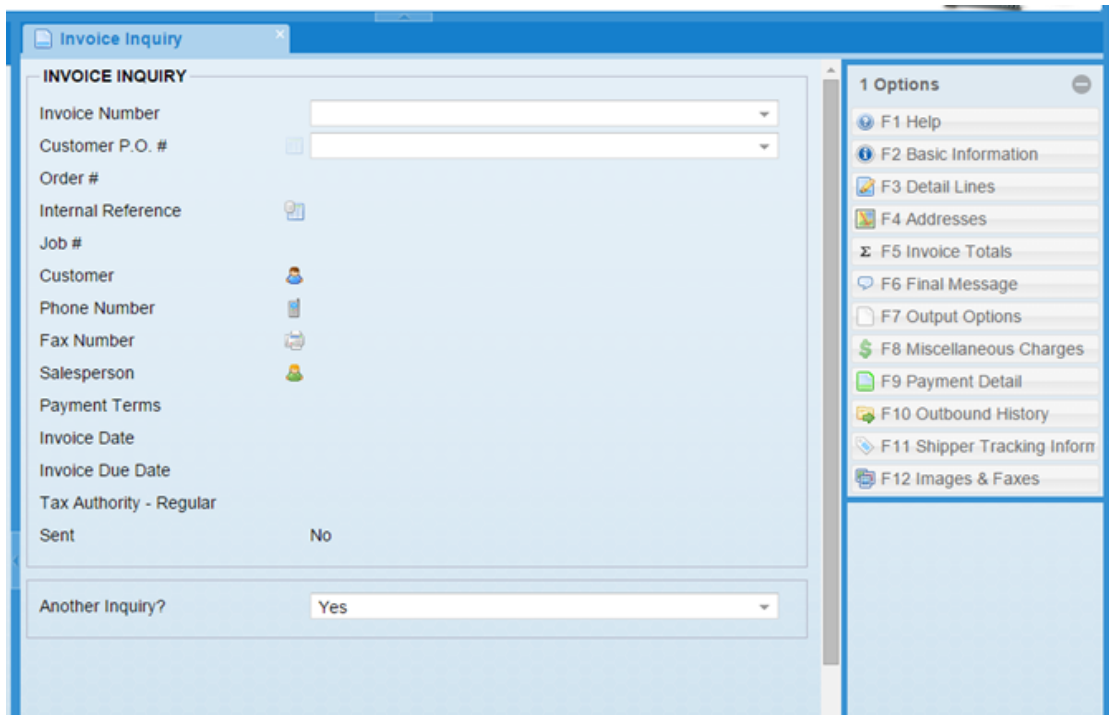 Invoice Inquiry
INVOICE INQUIRY
Invoice Number
Customer P.O. #
Order #
Internal Reference
Job #
Customer
Phone Number
Fax Number
Salesperson
Payment Terms
Invoice Date
Invoice Due Date
Tax Authority - Regular
Sent No
Another Inquiry? Yes
1 Options
F1 Help
F2 Basic Information
F3 Detail Lines
F4 Addresses
Σ F5 Invoice Totals
F6 Final Message
F7 Output Options
$ F8 Miscellaneous Charges
F9 Payment Detail
F10 Outbound History
F11 Shipper Tracking Inform
F12 Images & Faxes